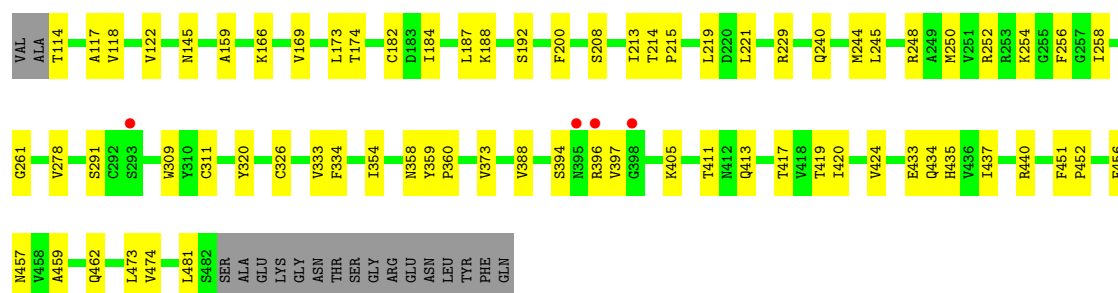 VAL ALA T114 A117 V118 V122 N145 A159 K166 V169 L173 T174 C182 D183 I184 L187 K188 S192 F200 S208 I213 T214 P215 L219 D220 L221 R229 Q240 M244 L245 R248 A249 M250 V251 R252 R253 K254 G255 F256 G257 I258
G261 V278 S291 C292 S293 W309 Y310 C311 Y320 C326 V333 F334 I354 N358 Y359 P360 V373 V388 S394 N395 R396 V397 G398 K405 T411 N412 Q413 T417 V418 T419 I420 V424 E433 Q434 H435 V436 I437 R440 F451 P452
N457 V458 A459 Q462 L473 V474 L481 S482 SER ALA GLU LYS GLY ASN THR SER GLY ARG GLU ASN LEU TYR PHE GLN